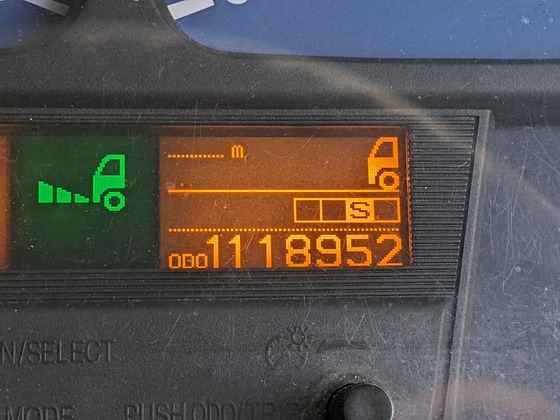 m
S
ODO 1118952
N/SELECT
MODE PUSH ODO/TR